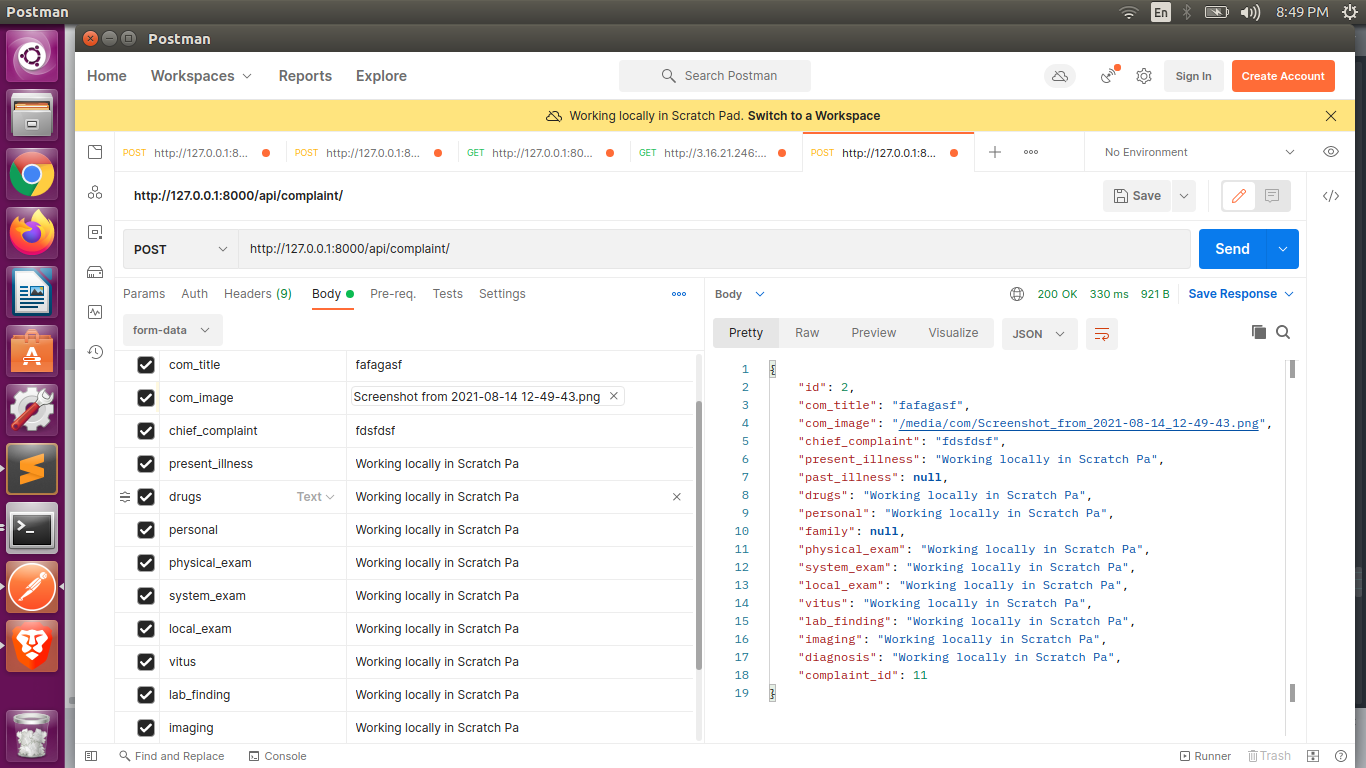 Postman
En
8:49 PM
Postman
Home Workspaces Reports Explore
Search Postman
Sign In
Create Account
Working locally in Scratch Pad. Switch to a Workspace
POST http://127.0.0.1:8...
POST http://127.0.0.1:8...
GET http://127.0.0.1:80...
GET http://3.16.21.246:...
POST http://127.0.0.1:8...
No Environment
http://127.0.0.1:8000/api/complaint/
Save
POST http://127.0.0.1:8000/api/complaint/
Send
Params Auth Headers (9) Body Pre-req. Tests Settings
form-data
com_title fafagasf
com_image Screenshot from 2021-08-14 12-49-43.png
chief_complaint fdsfdsf
present_illness Working locally in Scratch Pa
drugs Text Working locally in Scratch Pa
personal Working locally in Scratch Pa
physical_exam Working locally in Scratch Pa
system_exam Working locally in Scratch Pa
local_exam Working locally in Scratch Pa
vitus Working locally in Scratch Pa
lab_finding Working locally in Scratch Pa
imaging Working locally in Scratch Pa
Body 200 OK 330 ms 921 B Save Response
Pretty Raw Preview Visualize JSON
1 {
2 "id": 2,
3 "com_title": "fafagasf",
4 "com_image": "/media/com/Screenshot_from_2021-08-14_12-49-43.png",
5 "chief_complaint": "fdsfdsf",
6 "present_illness": "Working locally in Scratch Pa",
7 "past_illness": null,
8 "drugs": "Working locally in Scratch Pa",
9 "personal": "Working locally in Scratch Pa",
10 "family": null,
11 "physical_exam": "Working locally in Scratch Pa",
12 "system_exam": "Working locally in Scratch Pa",
13 "local_exam": "Working locally in Scratch Pa",
14 "vitus": "Working locally in Scratch Pa",
15 "lab_finding": "Working locally in Scratch Pa",
16 "imaging": "Working locally in Scratch Pa",
17 "diagnosis": "Working locally in Scratch Pa",
18 "complaint_id": 11
19 }
Find and Replace Console
Runner Trash